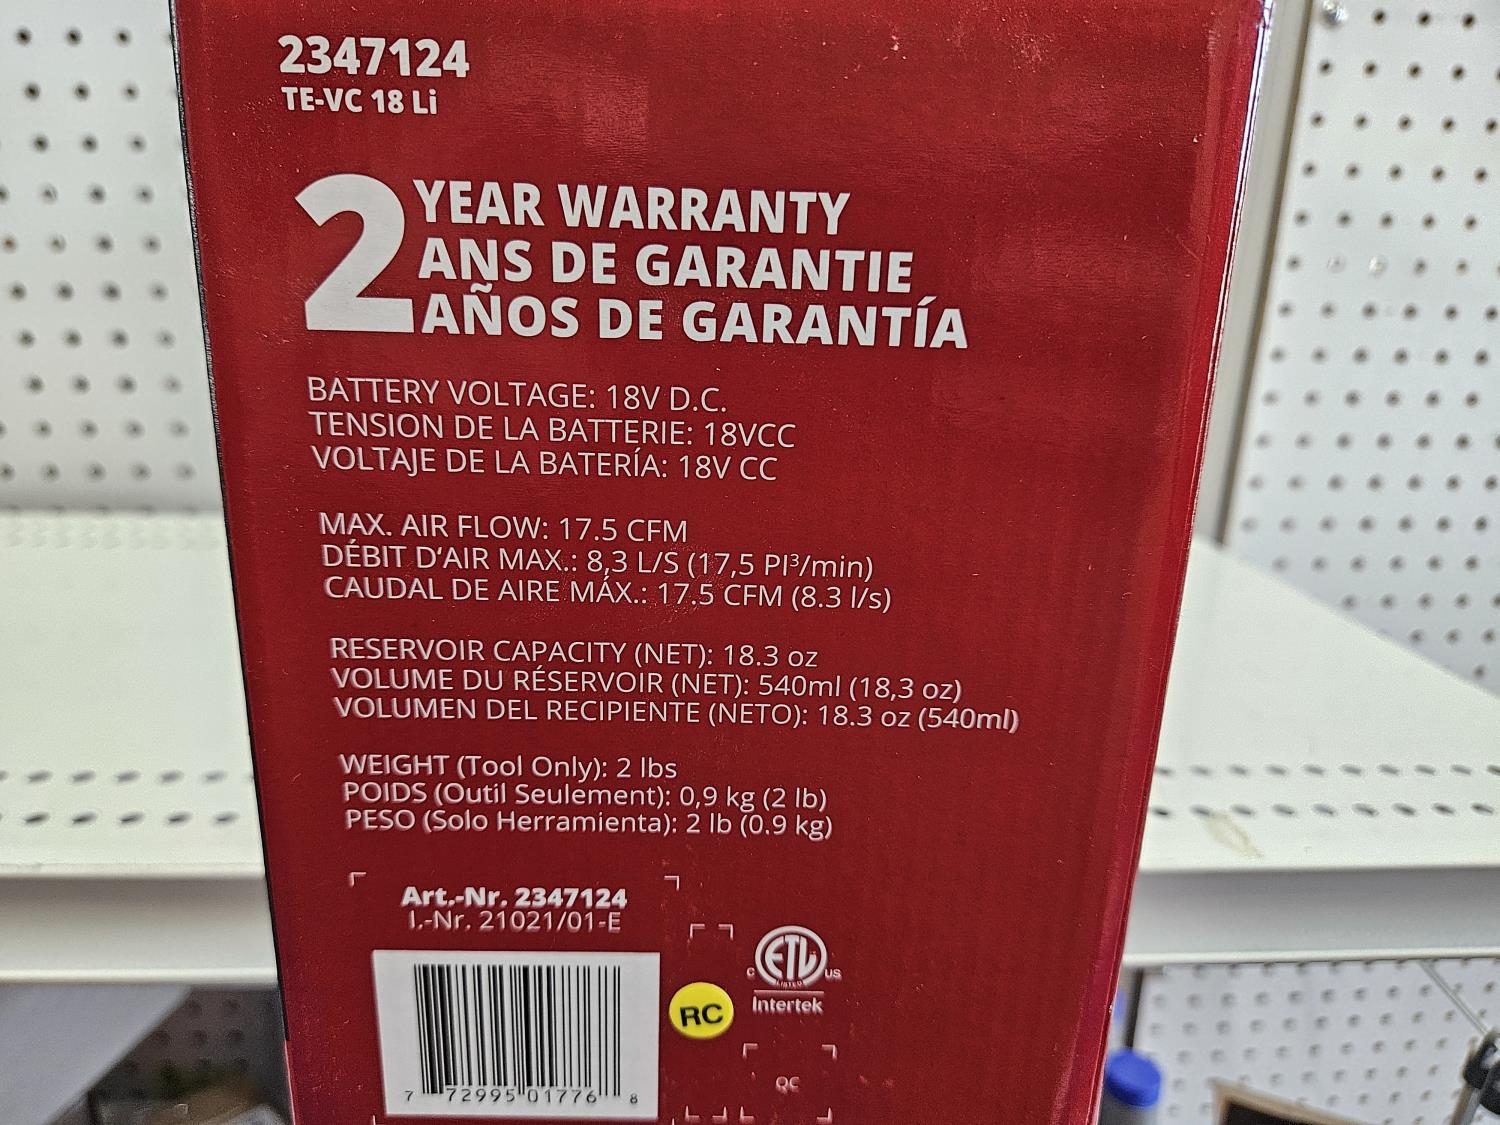 2347124
TE-VC 18 Li
2 YEAR WARRANTY
ANS DE GARANTIE
AÑOS DE GARANTÍA
BATTERY VOLTAGE: 18V D.C.
TENSION DE LA BATTERIE: 18VCC
VOLTAJE DE LA BATERÍA: 18V CC
MAX. AIR FLOW: 17.5 CFM
DÉBIT D'AIR MAX.: 8,3 L/S (17,5 PI³/min)
CAUDAL DE AIRE MÁX.: 17.5 CFM (8.3 l/s)
RESERVOIR CAPACITY (NET): 18.3 oz
VOLUME DU RÉSERVOIR (NET): 540ml (18,3 oz)
VOLUMEN DEL RECIPIENTE (NETO): 18.3 oz (540ml)
WEIGHT (Tool Only): 2 lbs
POIDS (Outil Seulement): 0,9 kg (2 lb)
PESO (Solo Herramienta): 2 lb (0.9 kg)
Art.-Nr. 2347124
I.-Nr. 21021/01-E
C ETL US
LISTED
Intertek
RC
QC
7 72995 01776 8